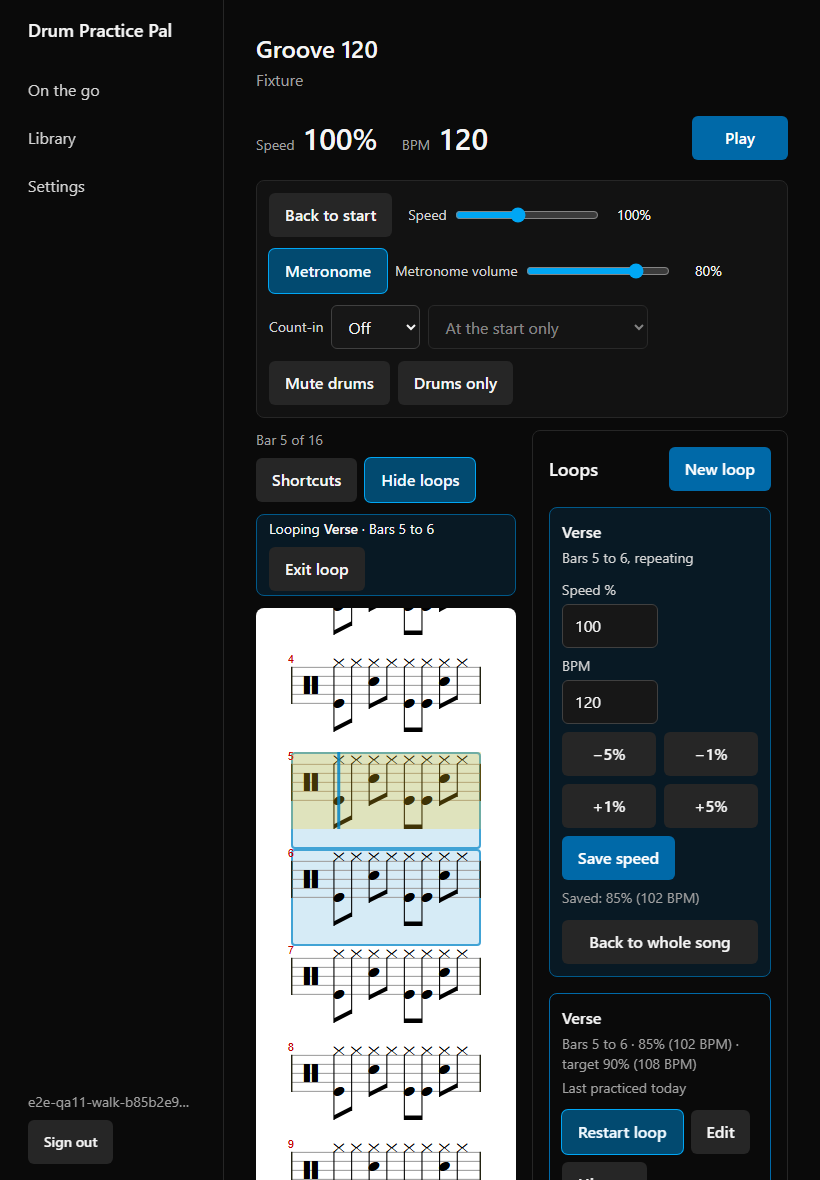 Drum Practice Pal
On the go
Library
Settings
e2e-qa11-walk-b85b2e9...
Sign out
Groove 120
Fixture
Speed 100% BPM 120
Play
Back to start Speed 100%
Metronome Metronome volume 80%
Count-in Off At the start only
Mute drums Drums only
Bar 5 of 16
Shortcuts Hide loops
Looping Verse · Bars 5 to 6
Exit loop
4
5
6
7
8
9
Loops New loop
Verse
Bars 5 to 6, repeating
Speed %
100
BPM
120
−5% −1%
+1% +5%
Save speed
Saved: 85% (102 BPM)
Back to whole song
Verse
Bars 5 to 6 · 85% (102 BPM) ·
target 90% (108 BPM)
Last practiced today
Restart loop Edit